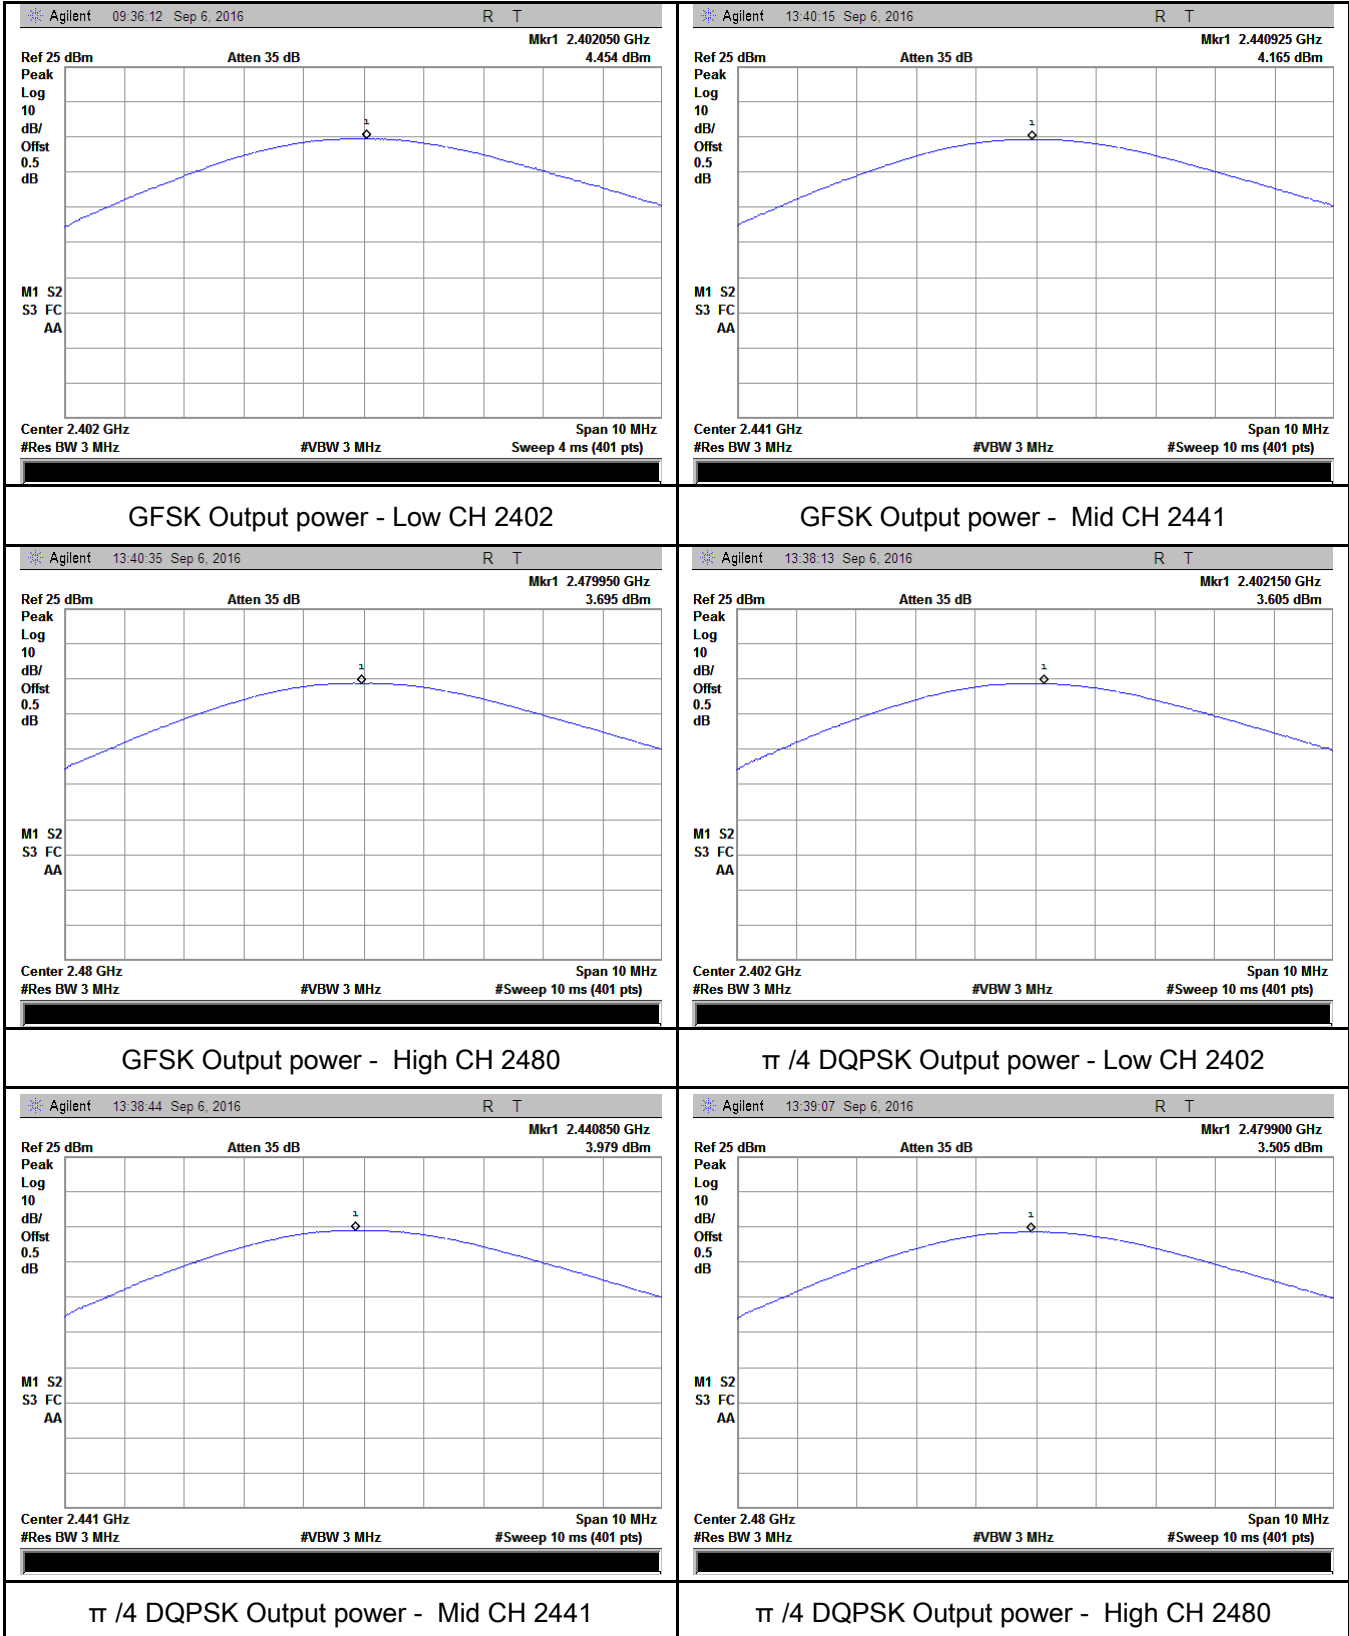 Agilent 09:36:12 Sep 6, 2016 R T
Mkr1 2.402050 GHz
Ref 25 dBm Atten 35 dB 4.454 dBm
Peak
Log
10
dB/
Offst
0.5
dB
1
M1 S2
S3 FC
AA
Center 2.402 GHz Span 10 MHz
#Res BW 3 MHz #VBW 3 MHz Sweep 4 ms (401 pts)
GFSK Output power - Low CH 2402
Agilent 13:40:15 Sep 6, 2016 R T
Mkr1 2.440925 GHz
Ref 25 dBm Atten 35 dB 4.165 dBm
Peak
Log
10
dB/
Offst
0.5
dB
1
M1 S2
S3 FC
AA
Center 2.441 GHz Span 10 MHz
#Res BW 3 MHz #VBW 3 MHz #Sweep 10 ms (401 pts)
GFSK Output power - Mid CH 2441
Agilent 13:40:35 Sep 6, 2016 R T
Mkr1 2.479950 GHz
Ref 25 dBm Atten 35 dB 3.695 dBm
Peak
Log
10
dB/
Offst
0.5
dB
1
M1 S2
S3 FC
AA
Center 2.48 GHz Span 10 MHz
#Res BW 3 MHz #VBW 3 MHz #Sweep 10 ms (401 pts)
GFSK Output power - High CH 2480
Agilent 13:38:13 Sep 6, 2016 R T
Mkr1 2.402150 GHz
Ref 25 dBm Atten 35 dB 3.605 dBm
Peak
Log
10
dB/
Offst
0.5
dB
1
M1 S2
S3 FC
AA
Center 2.402 GHz Span 10 MHz
#Res BW 3 MHz #VBW 3 MHz #Sweep 10 ms (401 pts)
π /4 DQPSK Output power - Low CH 2402
Agilent 13:38:44 Sep 6, 2016 R T
Mkr1 2.440850 GHz
Ref 25 dBm Atten 35 dB 3.979 dBm
Peak
Log
10
dB/
Offst
0.5
dB
1
M1 S2
S3 FC
AA
Center 2.441 GHz Span 10 MHz
#Res BW 3 MHz #VBW 3 MHz #Sweep 10 ms (401 pts)
π /4 DQPSK Output power - Mid CH 2441
Agilent 13:39:07 Sep 6, 2016 R T
Mkr1 2.479900 GHz
Ref 25 dBm Atten 35 dB 3.505 dBm
Peak
Log
10
dB/
Offst
0.5
dB
1
M1 S2
S3 FC
AA
Center 2.48 GHz Span 10 MHz
#Res BW 3 MHz #VBW 3 MHz #Sweep 10 ms (401 pts)
π /4 DQPSK Output power - High CH 2480